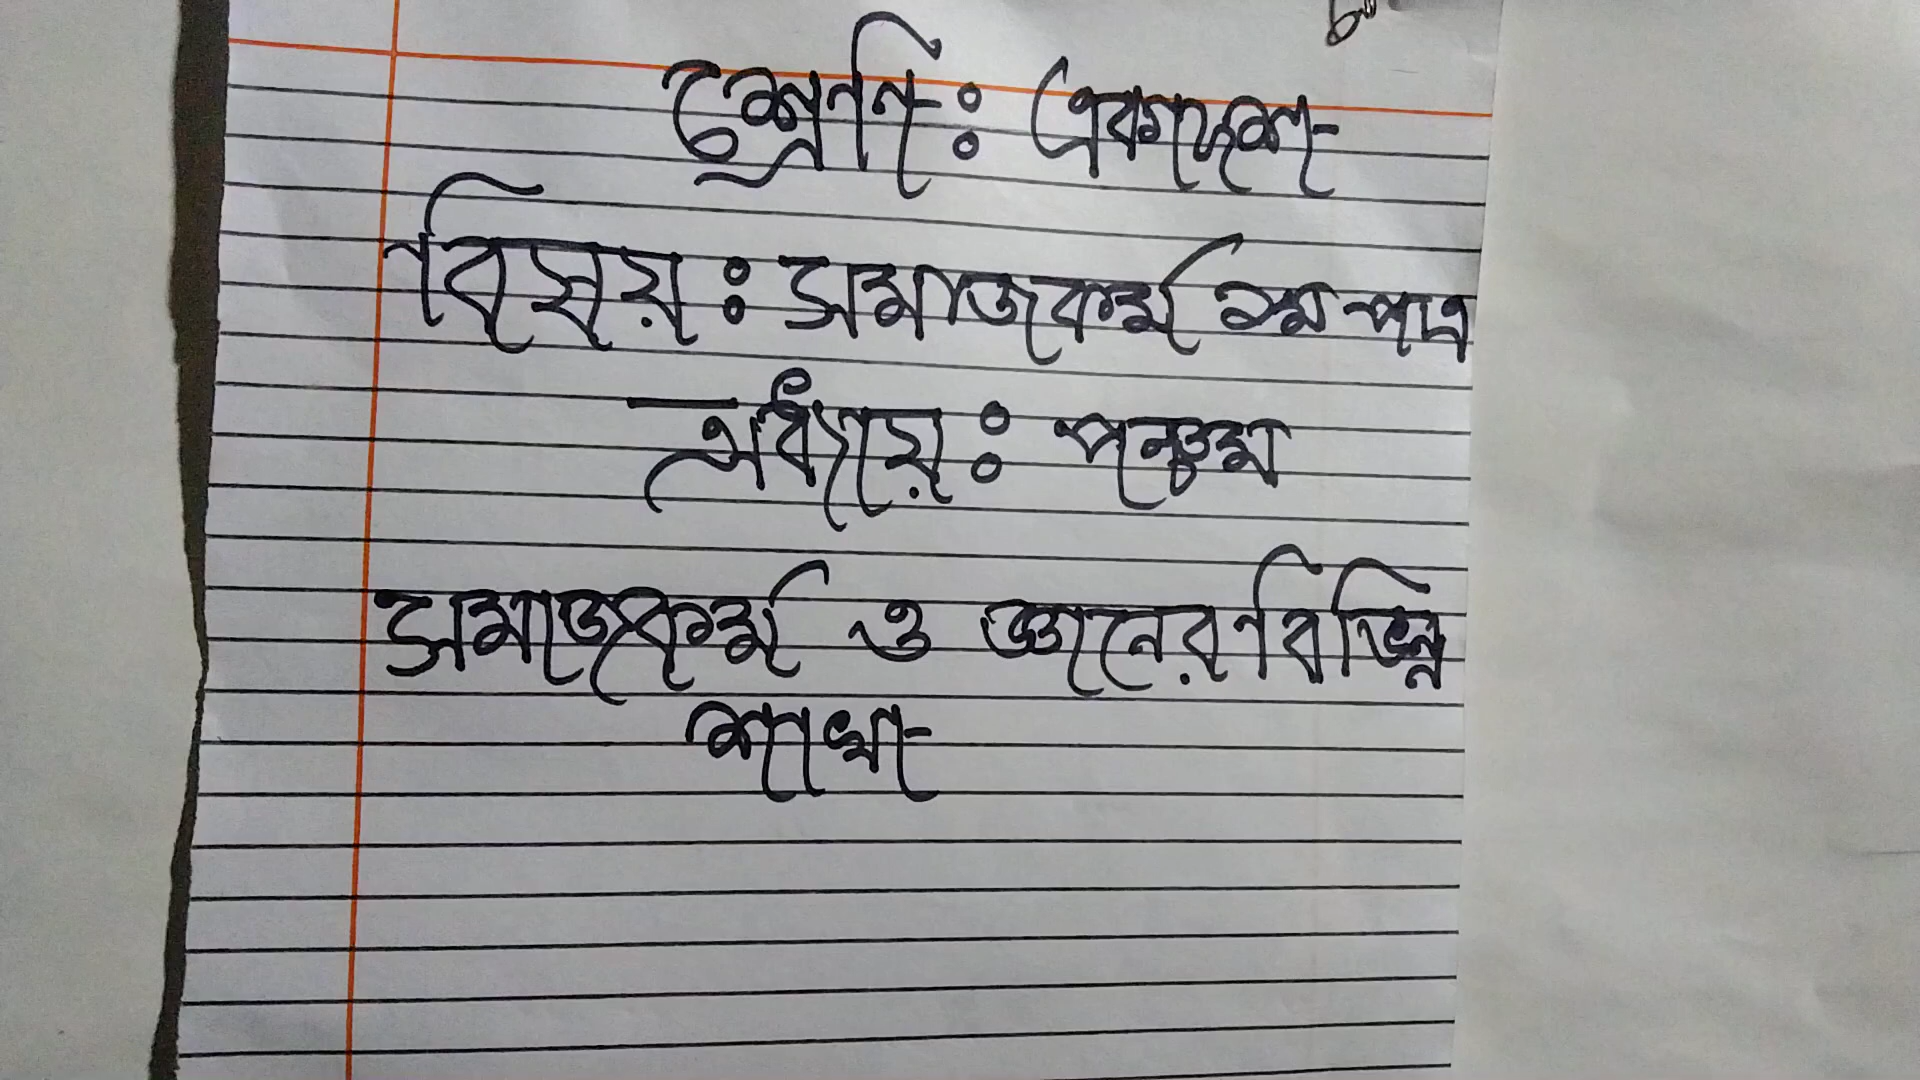 শ্রেণি: একাদশ
বিষয়: সমাজকর্ম ১ম পত্র
অধ্যায়: পঞ্চম
সমাজকর্ম ও জ্ঞানের বিভিন্ন
শাখা